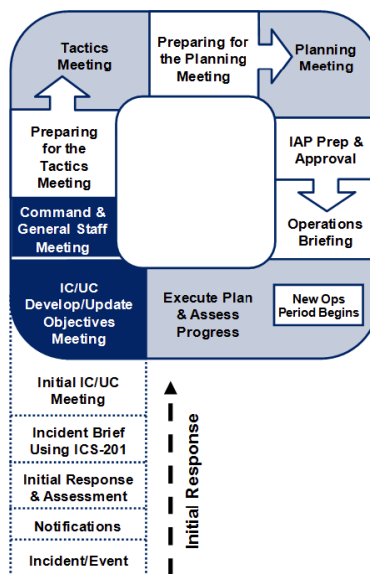 Tactics
Meeting
Preparing for
the Planning
Meeting
Planning
Meeting
Preparing
for the
Tactics
Meeting
IAP Prep &
Approval
Command &
General Staff
Meeting
Operations
Briefing
IC/UC
Develop/Update
Objectives
Meeting
Execute Plan
& Assess
Progress
New Ops
Period Begins
Initial IC/UC
Meeting
Incident Brief
Using ICS-201
Initial Response
& Assessment
Notifications
Incident/Event
Initial Response